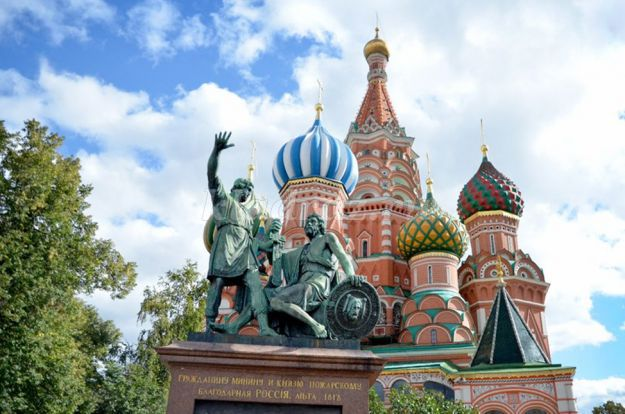 ГРАЖДАНИНУ МИНИНУ И КНЯЗЮ ПОЖАРСКОМУ
БЛАГОДАРНАЯ РОССІЯ. ЛѢТА 1818